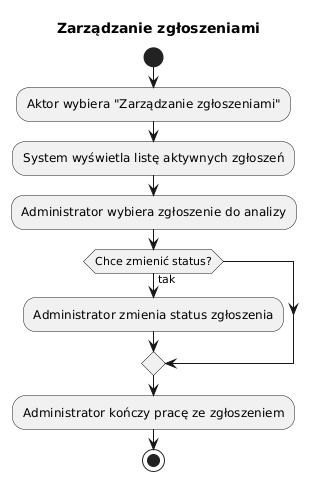 Zarządzanie zgłoszeniami
Aktor wybiera "Zarządzanie zgłoszeniami"
System wyświetla listę aktywnych zgłoszeń
Administrator wybiera zgłoszenie do analizy
Chce zmienić status?
tak
Administrator zmienia status zgłoszenia
Administrator kończy pracę ze zgłoszeniem